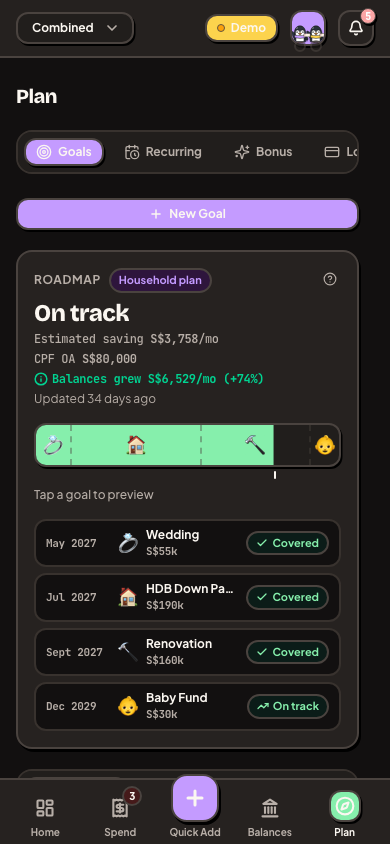 Combined
Demo
5
Plan
Goals
Recurring
Bonus
Lo
New Goal
ROADMAP
Household plan
On track
Estimated saving S$3,758/mo
CPF OA S$80,000
Balances grew S$6,529/mo (+74%)
Updated 34 days ago
Tap a goal to preview
May 2027
Wedding
S$55k
Covered
Jul 2027
HDB Down Pa…
S$190k
Covered
Sept 2027
Renovation
S$160k
Covered
Dec 2029
Baby Fund
S$30k
On track
3
Home
Spend
Quick Add
Balances
Plan